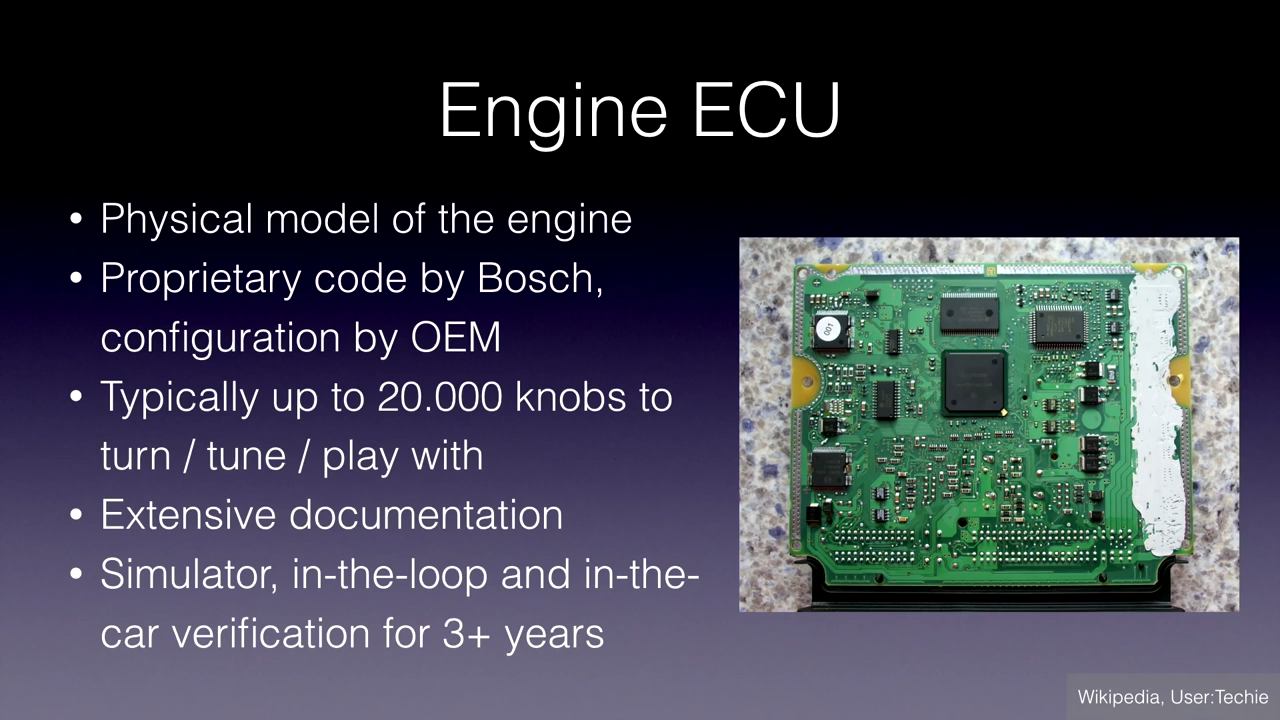 Engine ECU
• Physical model of the engine
• Proprietary code by Bosch,
configuration by OEM
• Typically up to 20.000 knobs to
turn / tune / play with
• Extensive documentation
• Simulator, in-the-loop and in-the-
car verification for 3+ years
001
Wikipedia, User:Techie